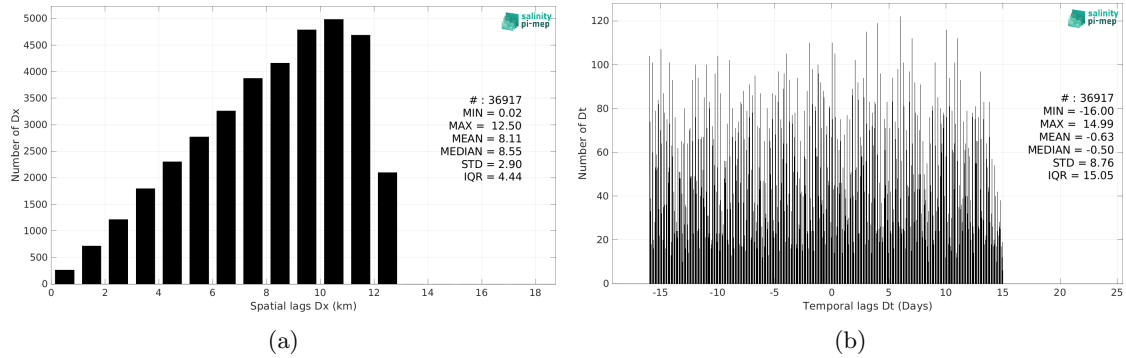 salinity
pi-mep
Number of Dx
5000
4500
4000
3500
3000
2500
2000
1500
1000
500
0
# : 36917
MIN = 0.02
MAX = 12.50
MEAN = 8.11
MEDIAN = 8.55
STD = 2.90
IQR = 4.44
0 2 4 6 8 10 12 14 16 18
Spatial lags Dx (km)
(a)
salinity
pi-mep
Number of Dt
120
100
80
60
40
20
0
# : 36917
MIN = -16.00
MAX = 14.99
MEAN = -0.63
MEDIAN = -0.50
STD = 8.76
IQR = 15.05
-15 -10 -5 0 5 10 15 20 25
Temporal lags Dt (Days)
(b)